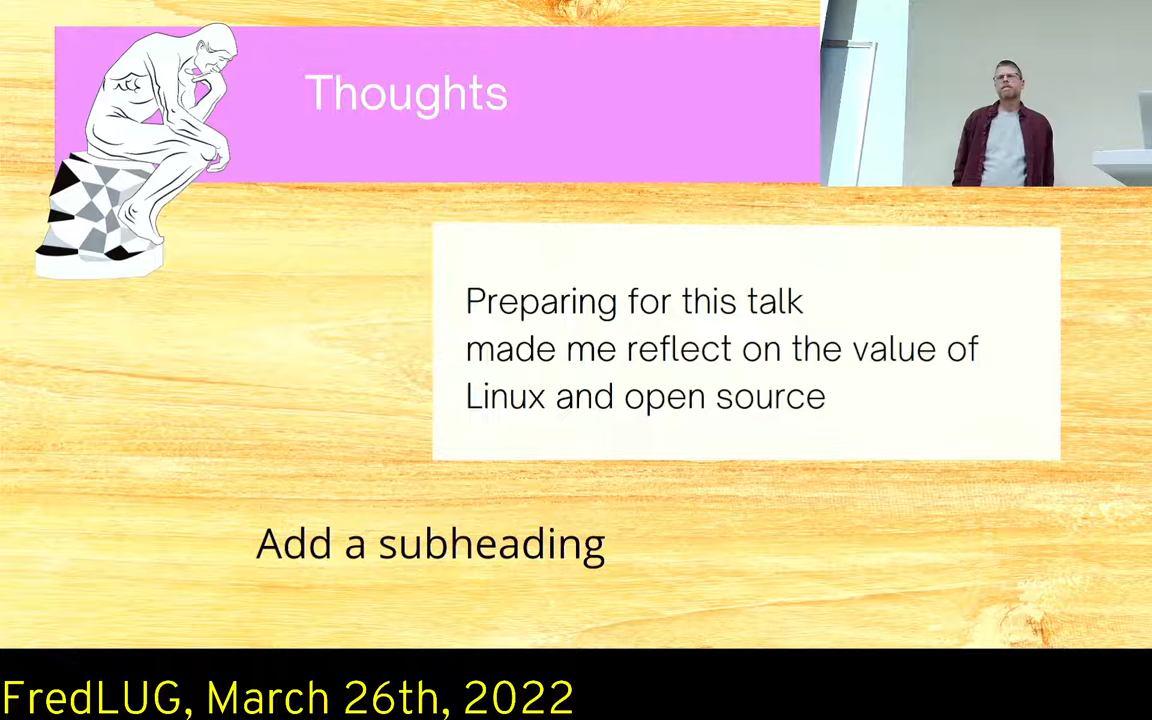 Thoughts
Preparing for this talk
made me reflect on the value of
Linux and open source
Add a subheading
FredLUG, March 26th, 2022